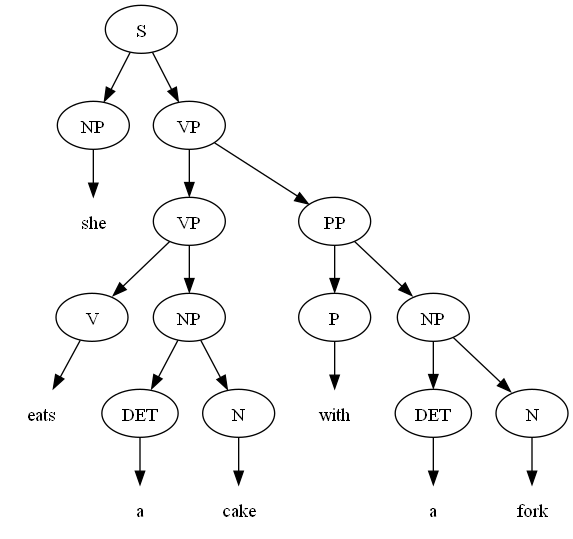 S
NP VP
she VP PP
V NP P NP
eats DET N with DET N
a cake a fork